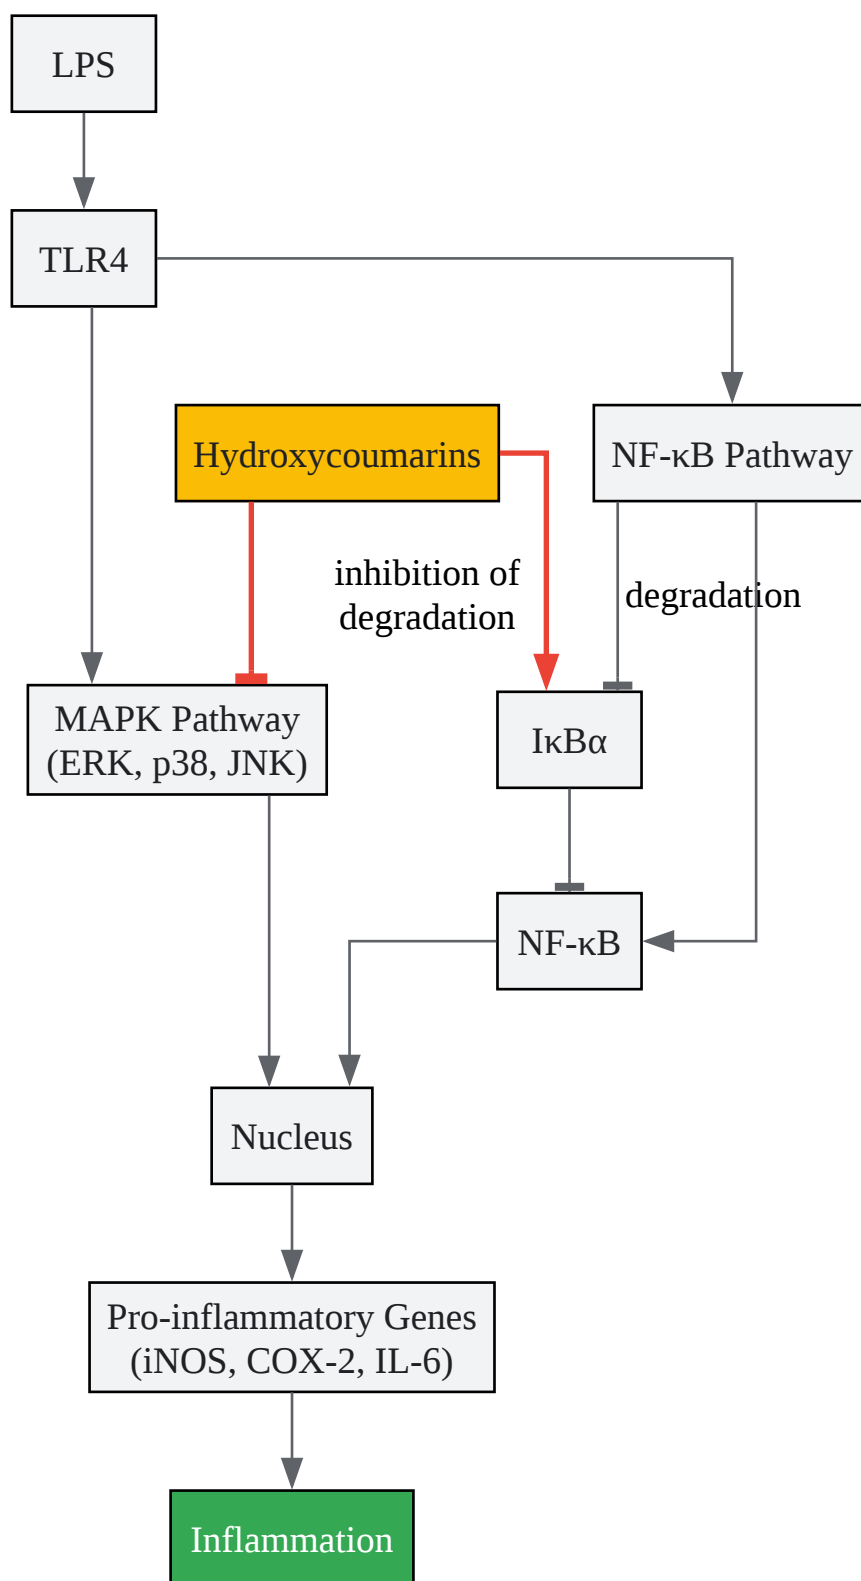 LPS
TLR4
Hydroxycoumarins
NF-κB Pathway
inhibition of
degradation
degradation
MAPK Pathway
(ERK, p38, JNK)
IκBα
NF-κB
Nucleus
Pro-inflammatory Genes
(iNOS, COX-2, IL-6)
Inflammation